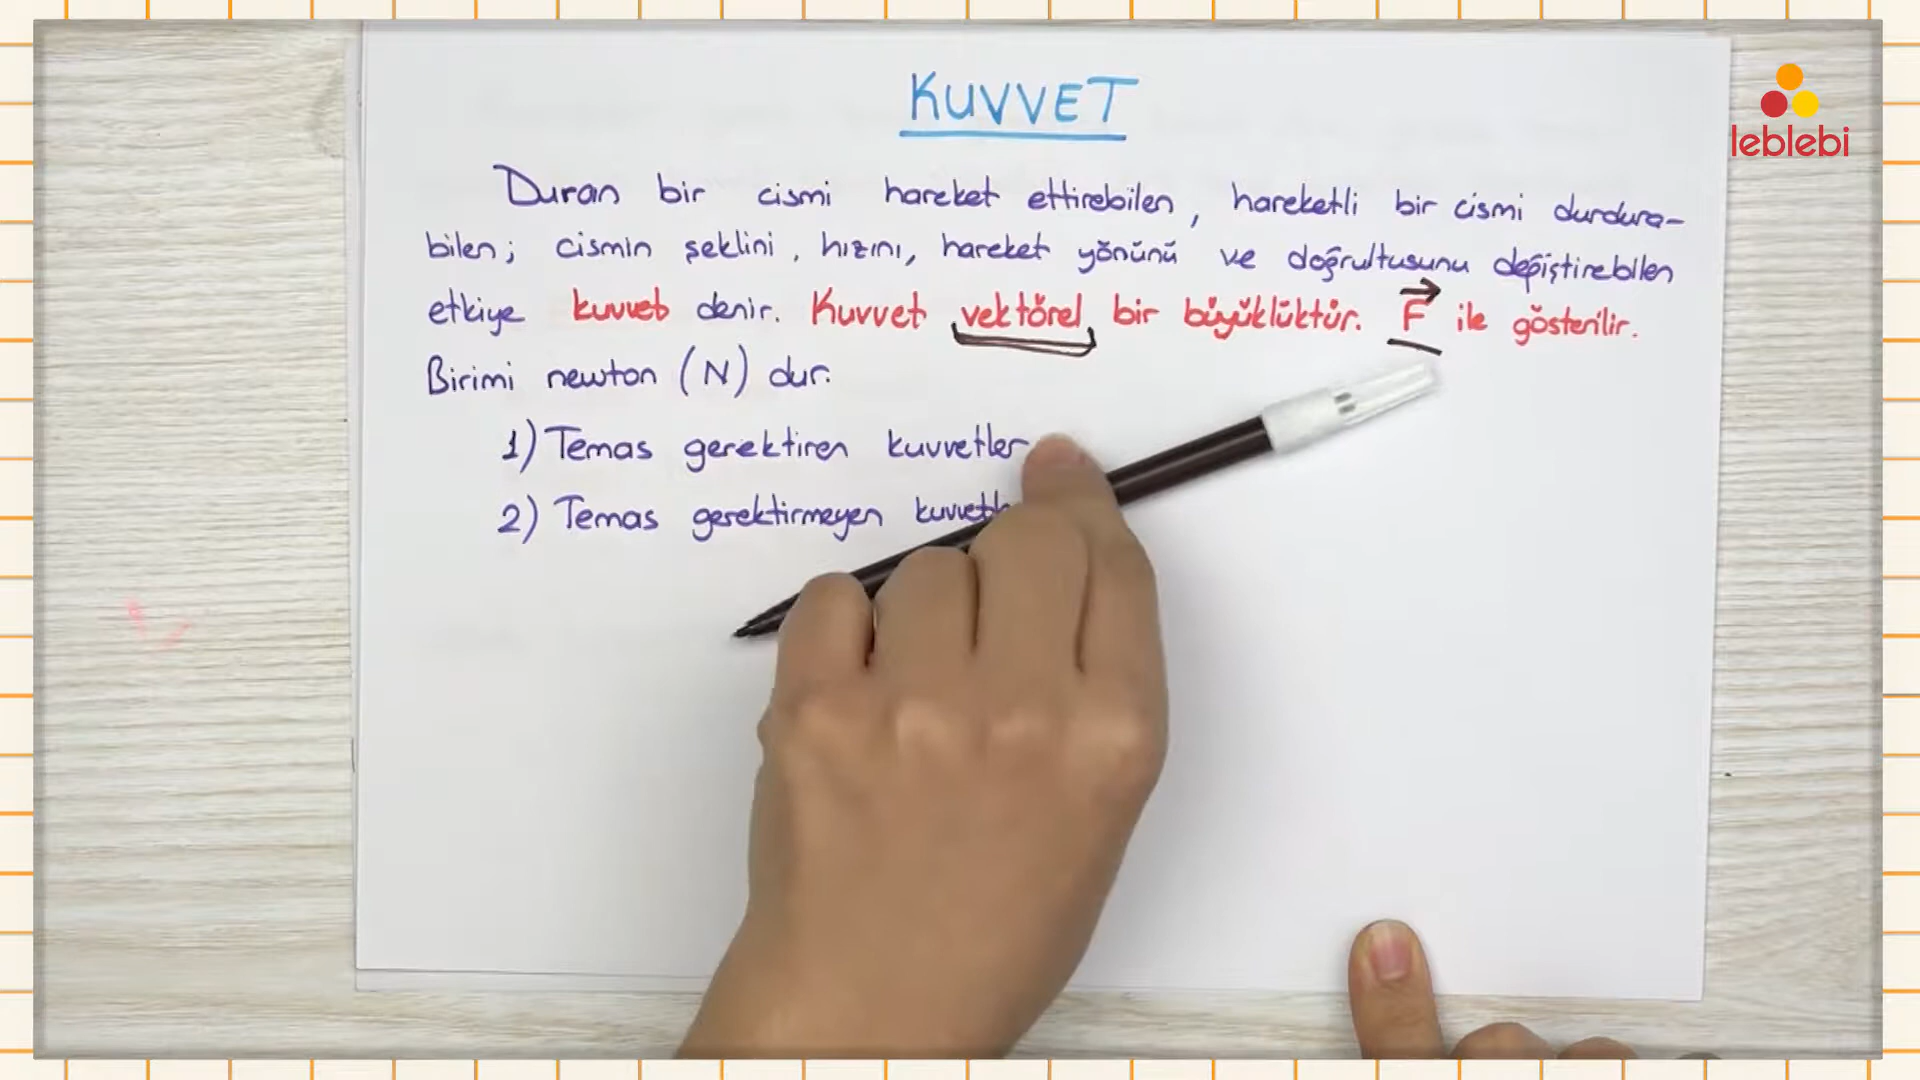 KUVVET
leblebi
Duran bir cismi hareket ettirebilen, hareketli bir cismi durdura-
bilen; cismin şeklini, hızını, hareket yönünü ve doğrultusunu değiştirebilen
etkiye kuvvet denir. Kuvvet vektörel bir büyüklüktür. F ile gösterilir.
Birimi newton (N) dur.
1) Temas gerektiren kuvvetler
2) Temas gerektirmeyen